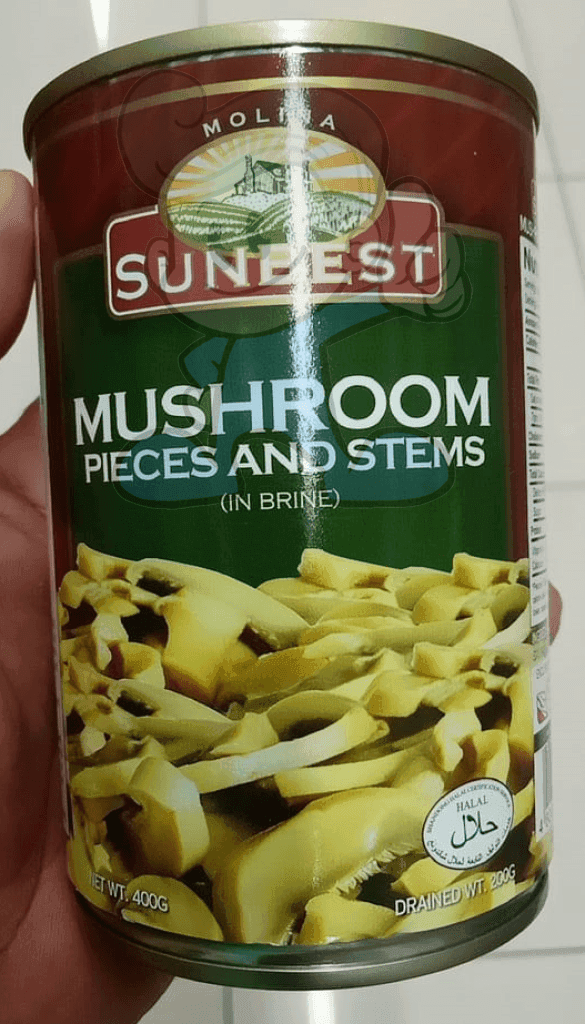 MOLINA
SUNBEST
MUSHROOM
PIECES AND STEMS
(IN BRINE)
HALAL
حلال
NET WT. 400G
DRAINED WT. 200G